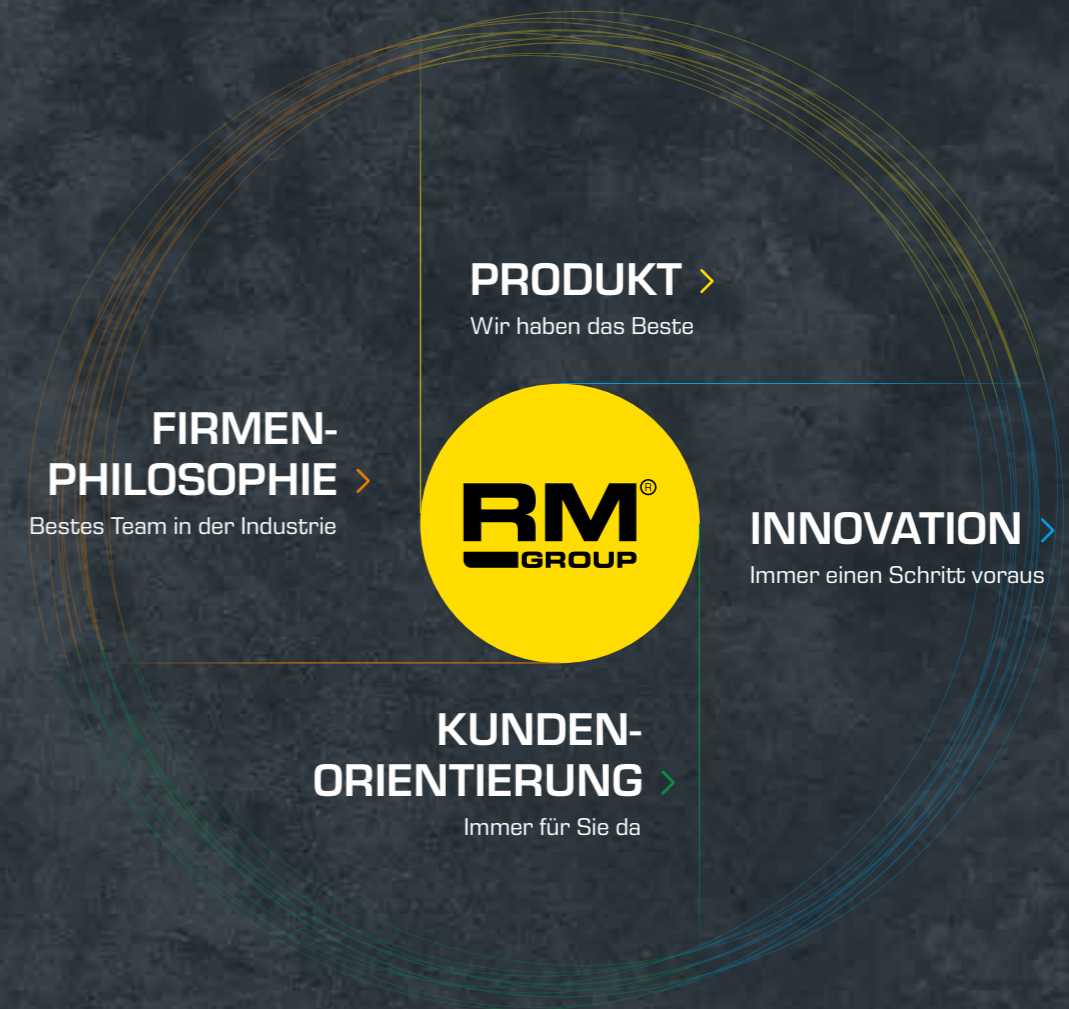 PRODUKT
Wir haben das Beste
FIRMEN-
PHILOSOPHIE
Bestes Team in der Industrie
RM®
GROUP
INNOVATION
Immer einen Schritt voraus
KUNDEN-
ORIENTIERUNG
Immer für Sie da